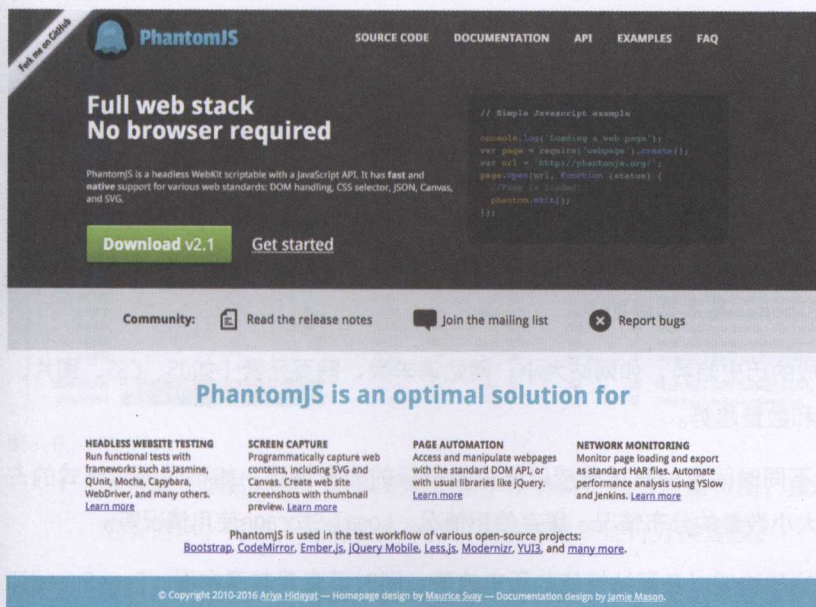 Fork me on GitHub
PhantomJS
SOURCE CODE DOCUMENTATION API EXAMPLES FAQ
Full web stack
No browser required
PhantomJS is a headless WebKit scriptable with a JavaScript API. It has fast and
native support for various web standards: DOM handling, CSS selector, JSON, Canvas,
and SVG.
Download v2.1 Get started
// Simple Javascript example
console.log('Loading a web page');
var page = require('webpage').create();
var url = 'http://phantomjs.org/';
page.open(url, function (status) {
//Page is loaded!
phantom.exit();
});
Community: Read the release notes Join the mailing list Report bugs
PhantomJS is an optimal solution for
HEADLESS WEBSITE TESTING
Run functional tests with
frameworks such as Jasmine,
QUnit, Mocha, Capybara,
WebDriver, and many others.
Learn more
SCREEN CAPTURE
Programmatically capture web
contents, including SVG and
Canvas. Create web site
screenshots with thumbnail
preview. Learn more
PAGE AUTOMATION
Access and manipulate webpages
with the standard DOM API, or
with usual libraries like jQuery.
Learn more
NETWORK MONITORING
Monitor page loading and export
as standard HAR files. Automate
performance analysis using YSlow
and Jenkins. Learn more
PhantomJS is used in the test workflow of various open-source projects:
Bootstrap, CodeMirror, Ember.js, jQuery Mobile, Less.js, Modernizr, YUI3, and many more.
© Copyright 2010-2016 Ariya Hidayat — Homepage design by Maurice Svay — Documentation design by Jamie Mason.